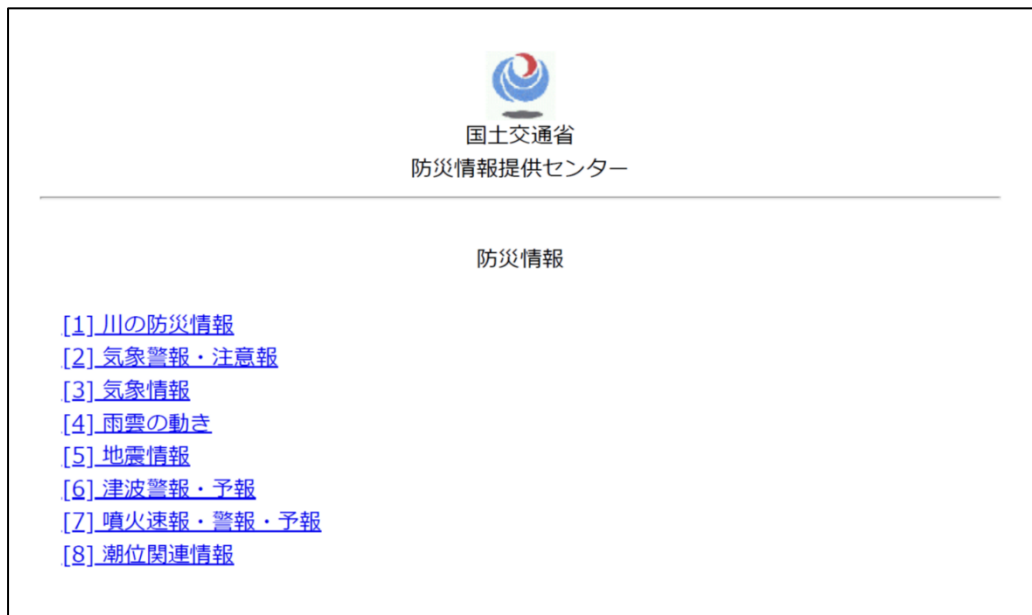 国土交通省
防災情報提供センター
防災情報
[1] 川の防災情報
[2] 気象警報・注意報
[3] 気象情報
[4] 雨雲の動き
[5] 地震情報
[6] 津波警報・予報
[7] 噴火速報・警報・予報
[8] 潮位関連情報